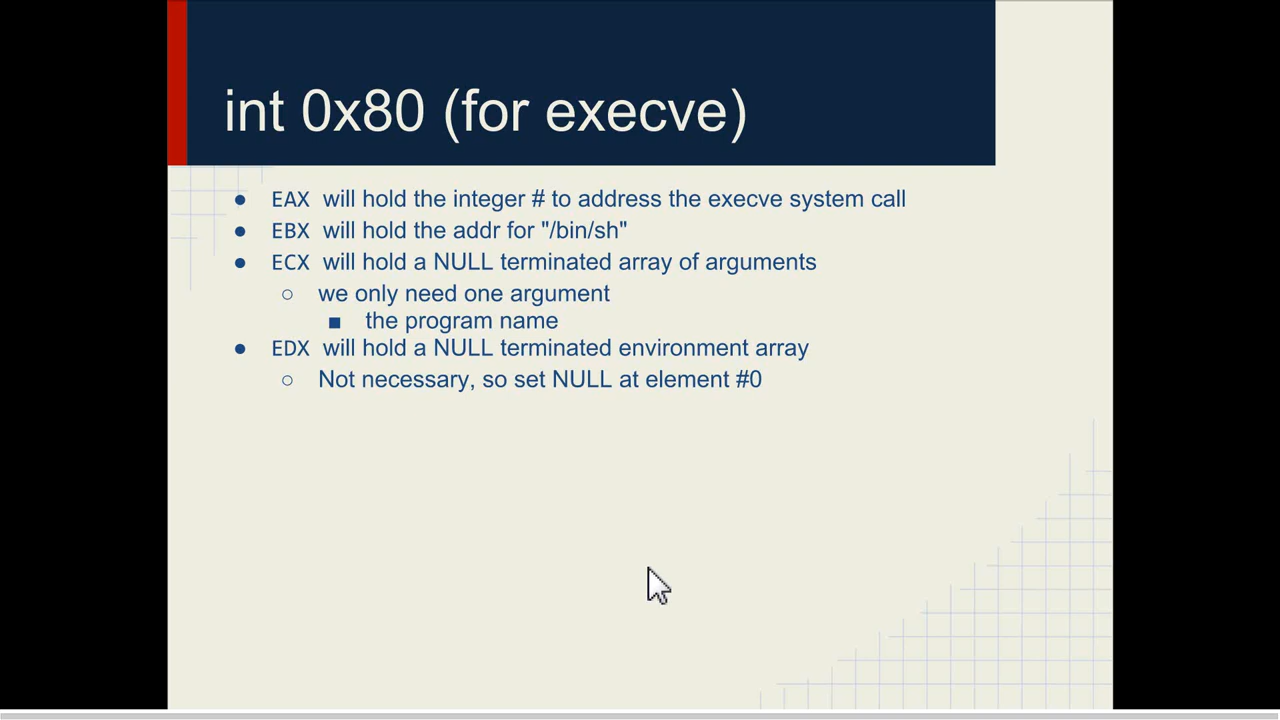 int 0x80 (for execve)
● EAX will hold the integer # to address the execve system call
● EBX will hold the addr for "/bin/sh"
● ECX will hold a NULL terminated array of arguments
○ we only need one argument
■ the program name
● EDX will hold a NULL terminated environment array
○ Not necessary, so set NULL at element #0